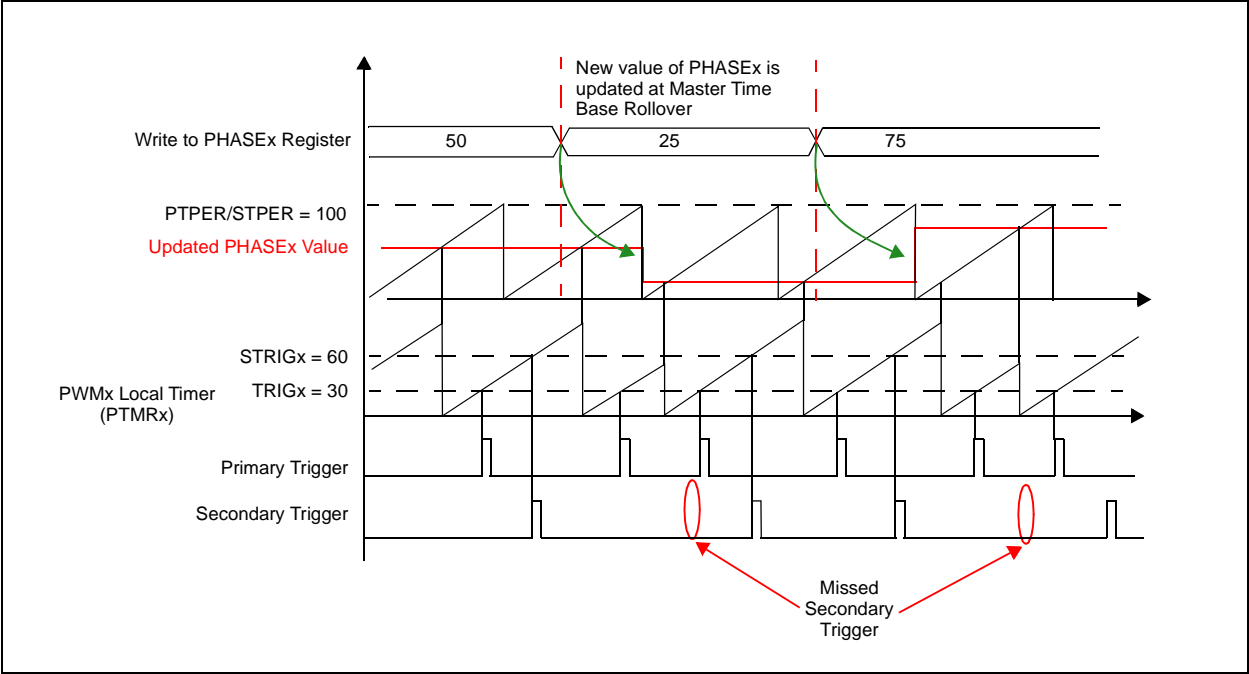 New value of PHASEx is
updated at Master Time
Base Rollover
Write to PHASEx Register
50
25
75
PTPER/STPER = 100
Updated PHASEx Value
STRIGx = 60
TRIGx = 30
PWMx Local Timer
(PTMRx)
Primary Trigger
Secondary Trigger
Missed
Secondary
Trigger